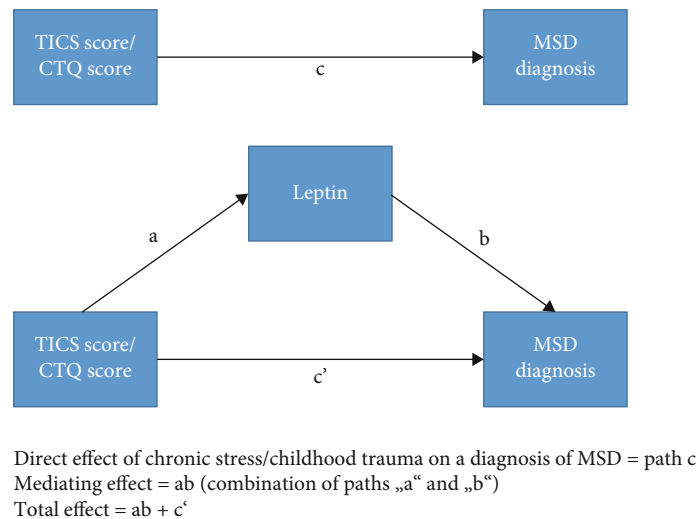 TICS score/
CTQ score
c
MSD
diagnosis
Leptin
a
b
TICS score/
CTQ score
c’
MSD
diagnosis
Direct effect of chronic stress/childhood trauma on a diagnosis of MSD = path c
Mediating effect = ab (combination of paths „a“ and „b“)
Total effect = ab + c‘